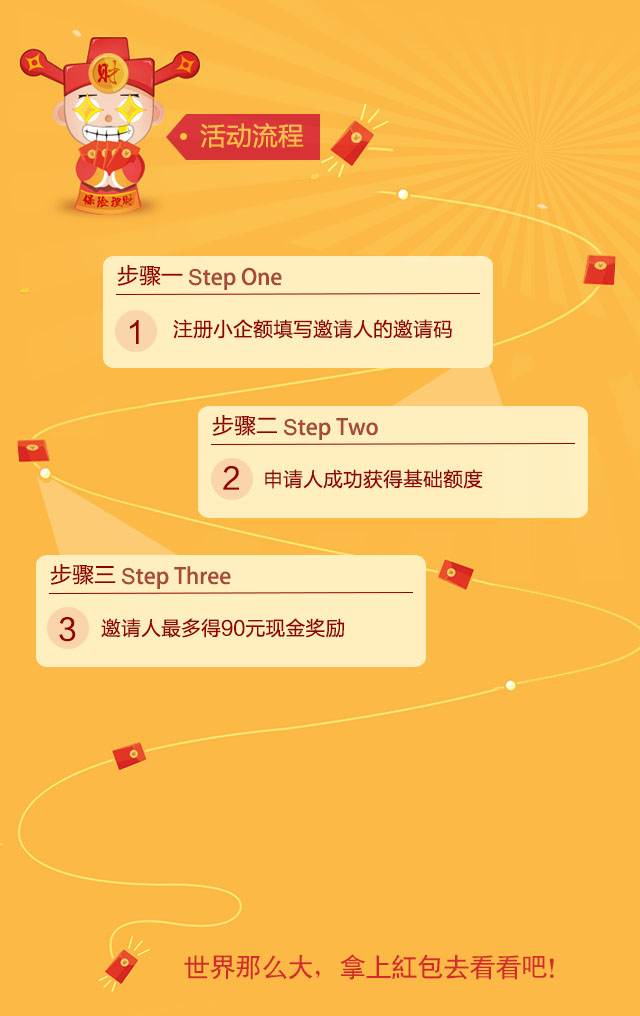 财
保险理财
活动流程
步骤一 Step One
1 注册小企额填写邀请人的邀请码
步骤二 Step Two
2 申请人成功获得基础额度
步骤三 Step Three
3 邀请人最多得90元现金奖励
世界那么大，拿上紅包去看看吧!